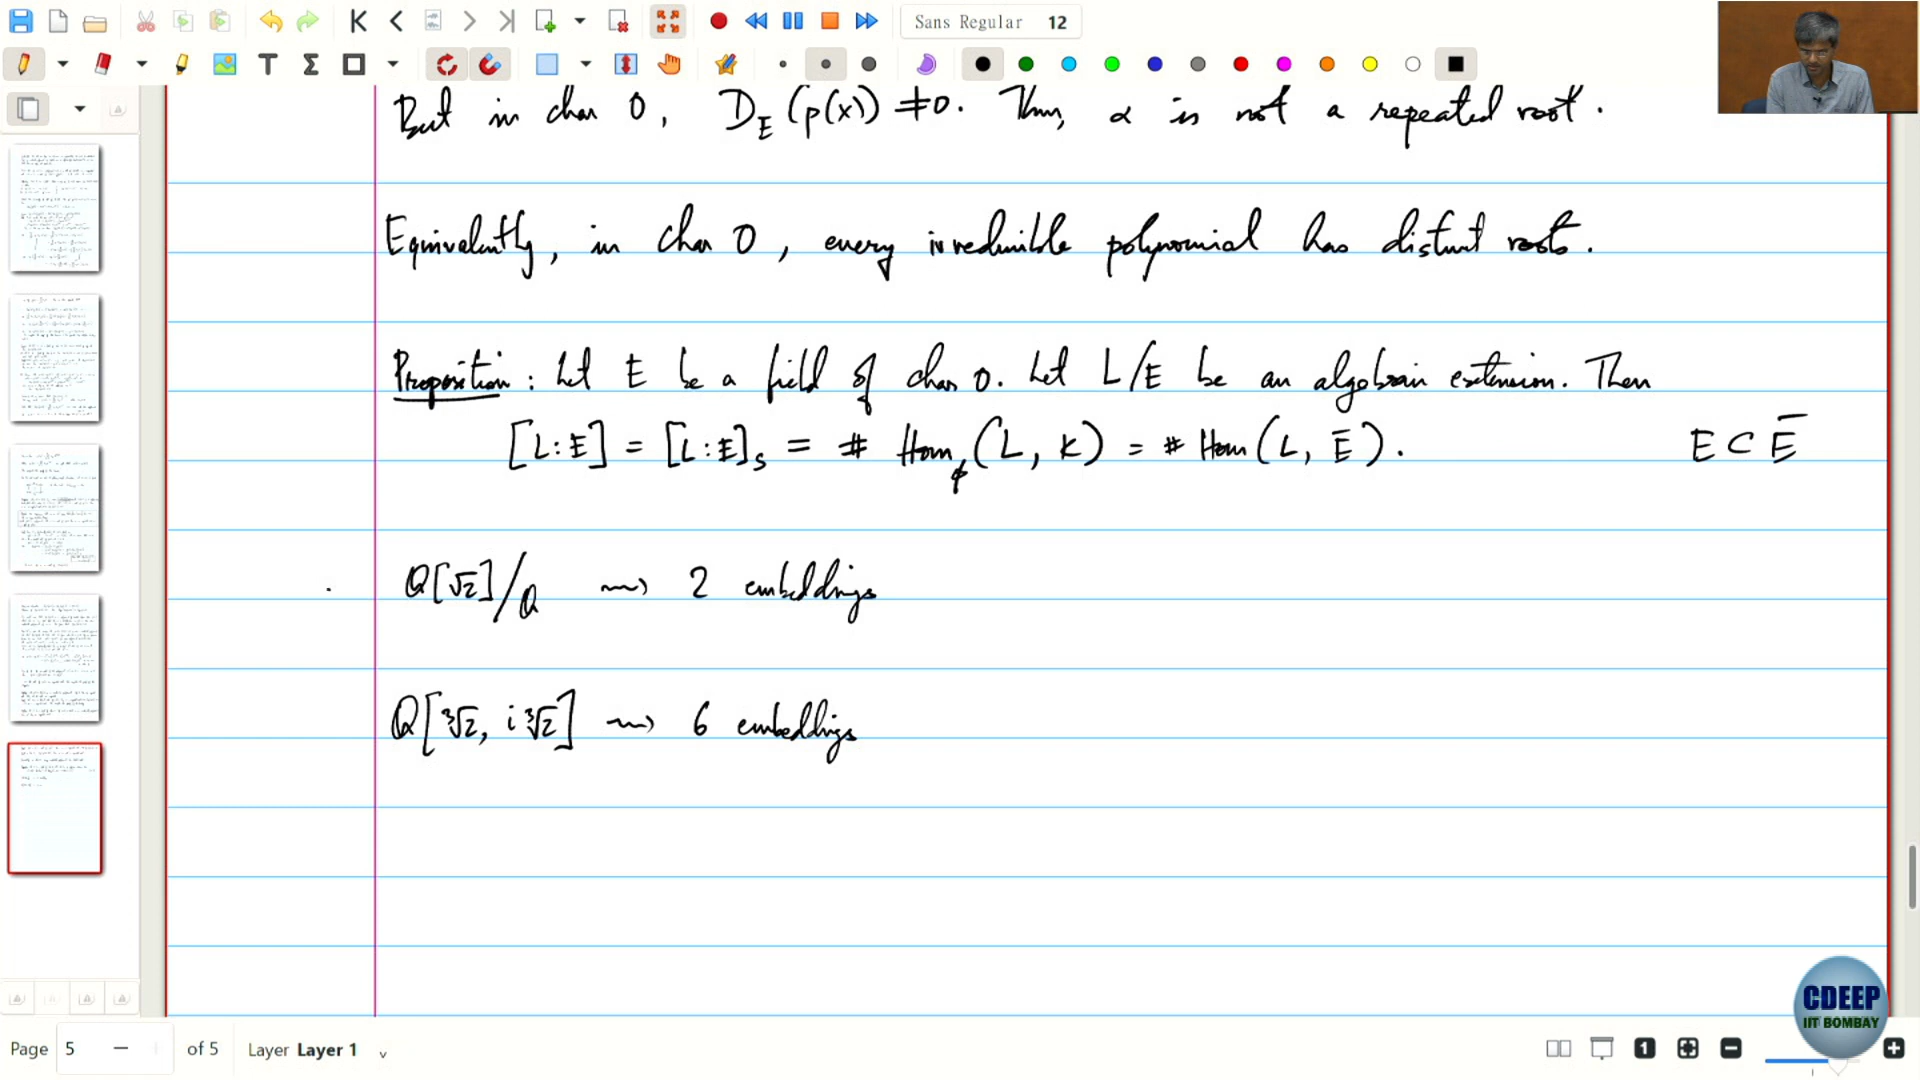 Sans Regular 12
But in char 0, D_E (p(x)) ≠ 0. Thus, α is not a repeated root.
Equivalently, in char 0, every irreducible polynomial has distinct roots.
Proposition: Let E be a field of char 0. Let L/E be an algebraic extension. Then
[L:E] = [L:E]_s = # Hom_φ (L, K) = # Hom (L, Ē). E ⊂ Ē
Q[√2]/Q ⇝ 2 embeddings
Q[∛2, i∛2] ⇝ 6 embeddings
CDEEP
IIT BOMBAY
Page 5 of 5 Layer Layer 1